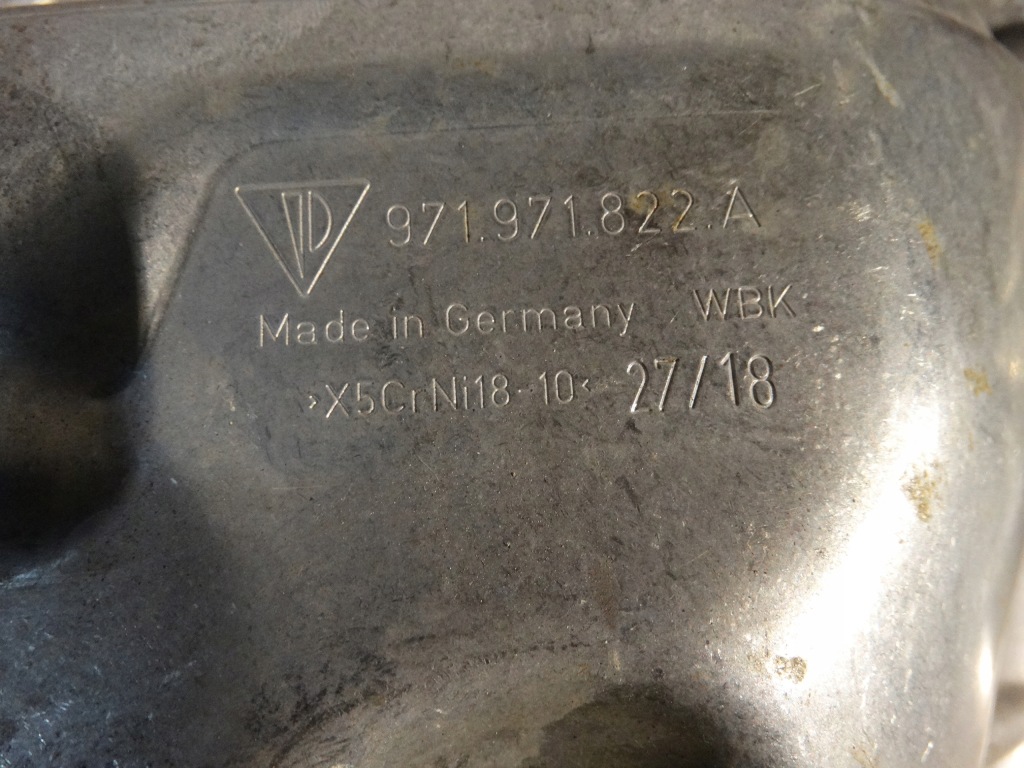 971.971.822.A
Made in Germany WBK
>X5CrNi18-10< 27/18